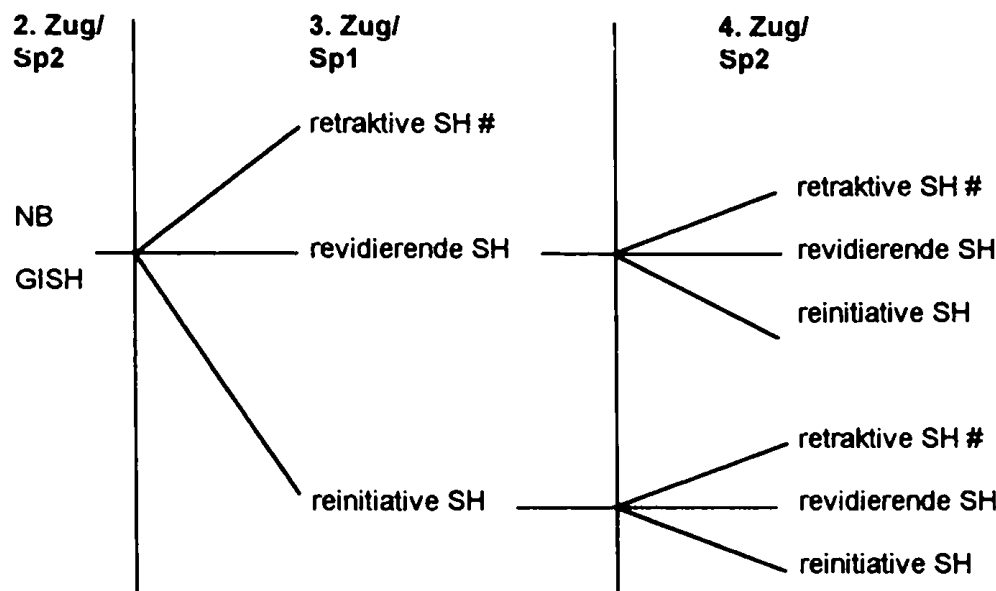 2. Zug/
Sp2
3. Zug/
Sp1
4. Zug/
Sp2
retraktive SH #
NB
GISH
revidierende SH
reinitiative SH
retraktive SH #
revidierende SH
reinitiative SH
retraktive SH #
revidierende SH
reinitiative SH